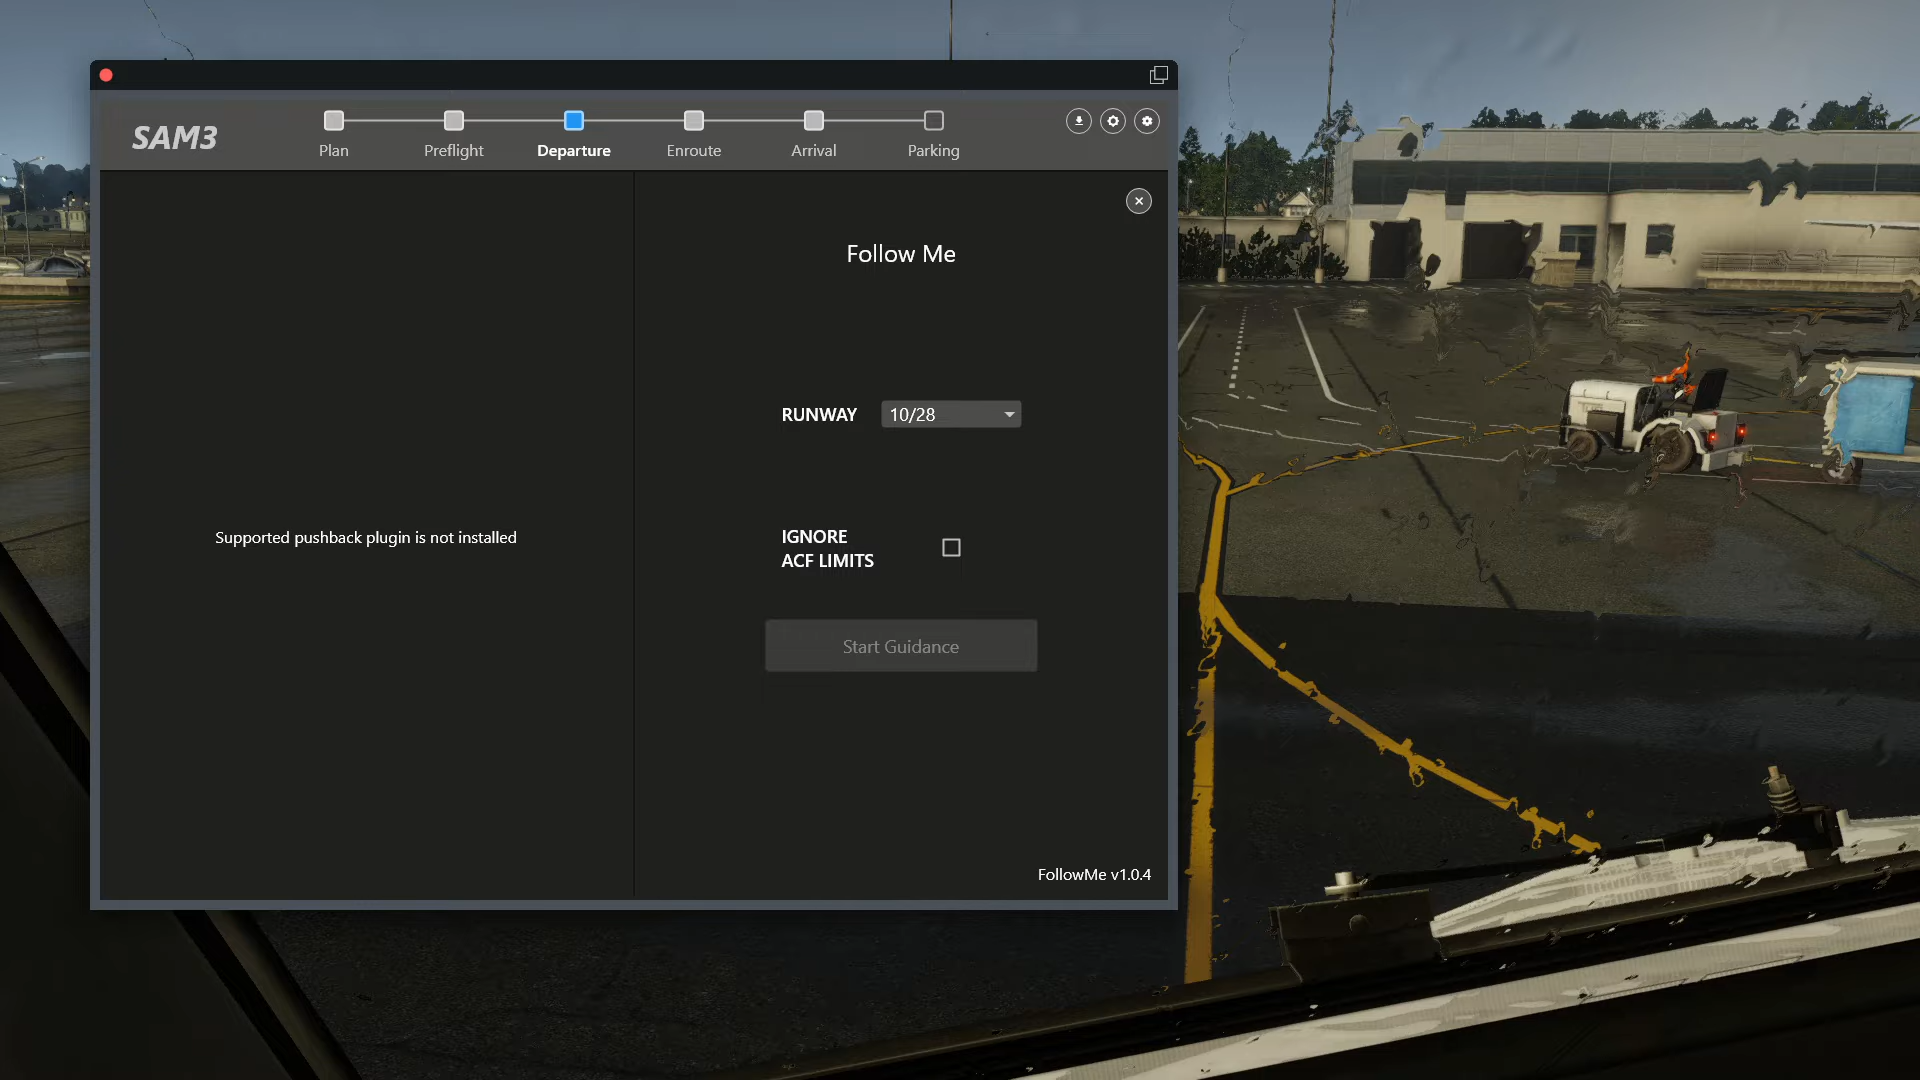 SAM3
Plan
Preflight
Departure
Enroute
Arrival
Parking
Follow Me
RUNWAY
10/28
Supported pushback plugin is not installed
IGNORE
ACF LIMITS
Start Guidance
FollowMe v1.0.4